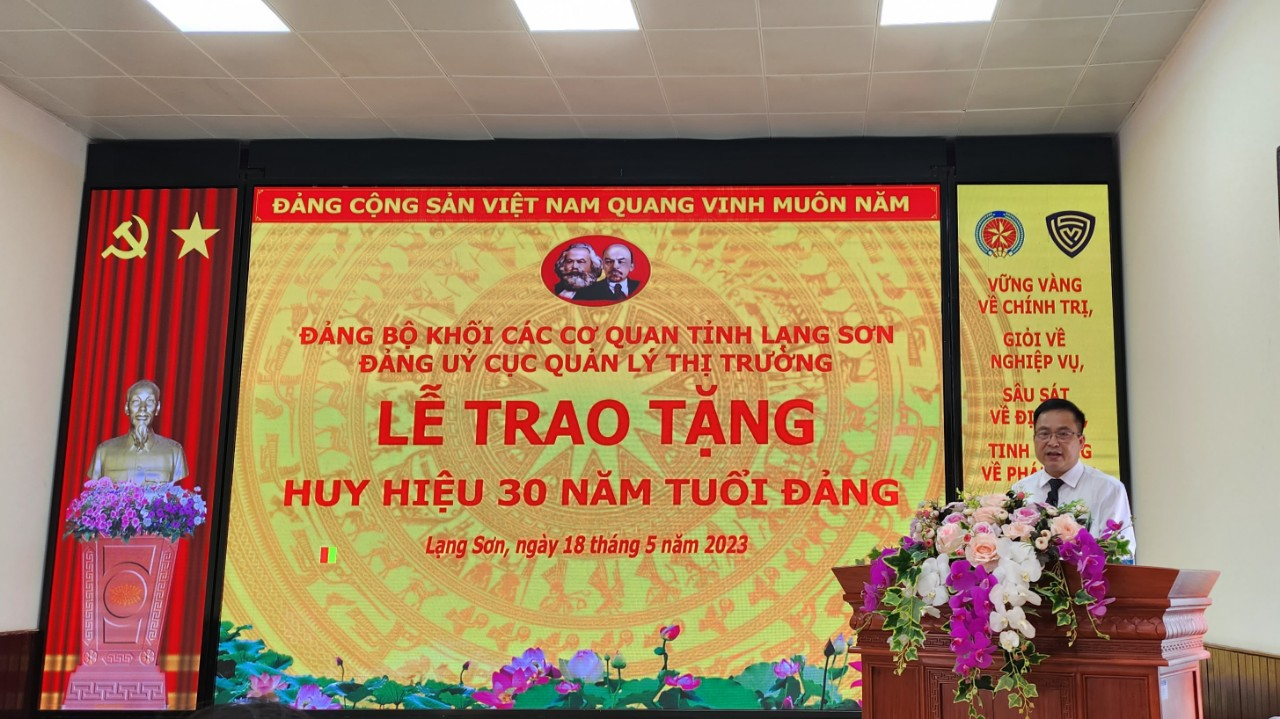 ĐẢNG CỘNG SẢN VIỆT NAM QUANG VINH MUÔN NĂM
ĐẢNG BỘ KHỐI CÁC CƠ QUAN TỈNH LẠNG SƠN
ĐẢNG UỶ CỤC QUẢN LÝ THỊ TRƯỜNG
LỄ TRAO TẶNG
HUY HIỆU 30 NĂM TUỔI ĐẢNG
Lạng Sơn, ngày 18 tháng 5 năm 2023
VỮNG VÀNG
VỀ CHÍNH TRỊ,
GIỎI VỀ
NGHIỆP VỤ,
SÂU SÁT
VỀ
TINH
VỀ